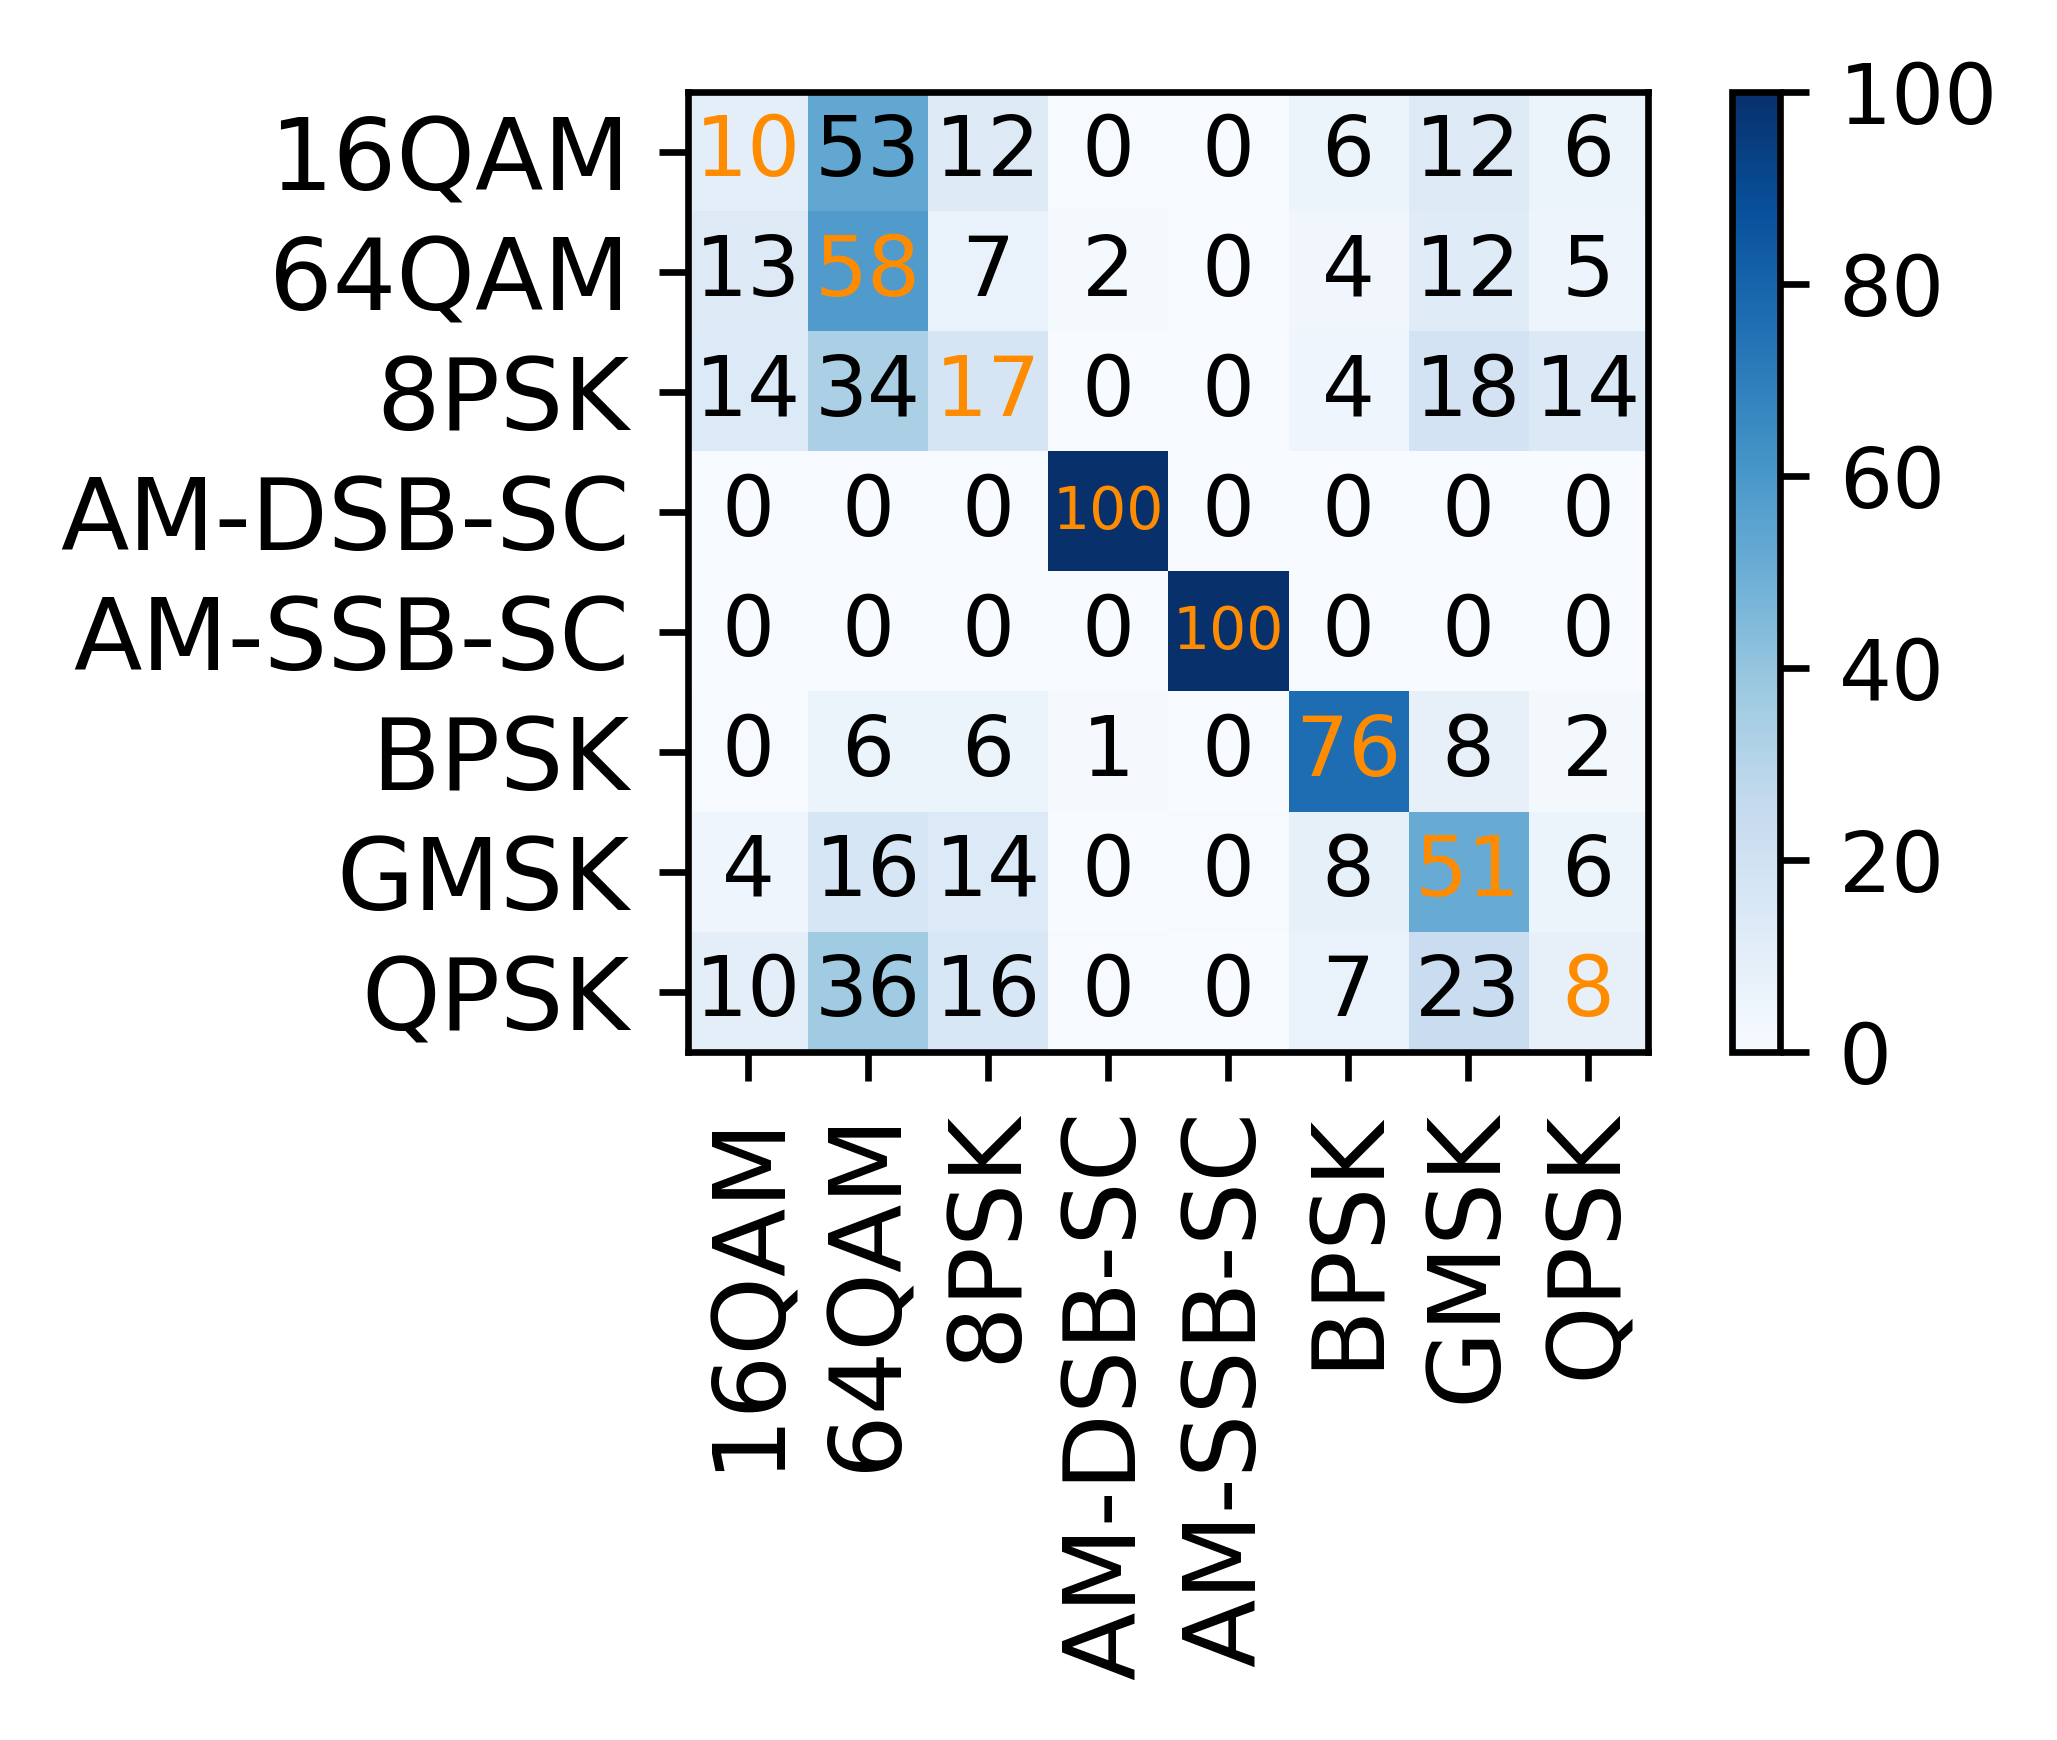 16QAM 10 53 12 0 0 6 12 6
64QAM 13 58 7 2 0 4 12 5
8PSK 14 34 17 0 0 4 18 14
AM-DSB-SC 0 0 0 100 0 0 0 0
AM-SSB-SC 0 0 0 0 100 0 0 0
BPSK 0 6 6 1 0 76 8 2
GMSK 4 16 14 0 0 8 51 6
QPSK 10 36 16 0 0 7 23 8
16QAM
64QAM
8PSK
AM-DSB-SC
AM-SSB-SC
BPSK
GMSK
QPSK
100
80
60
40
20
0